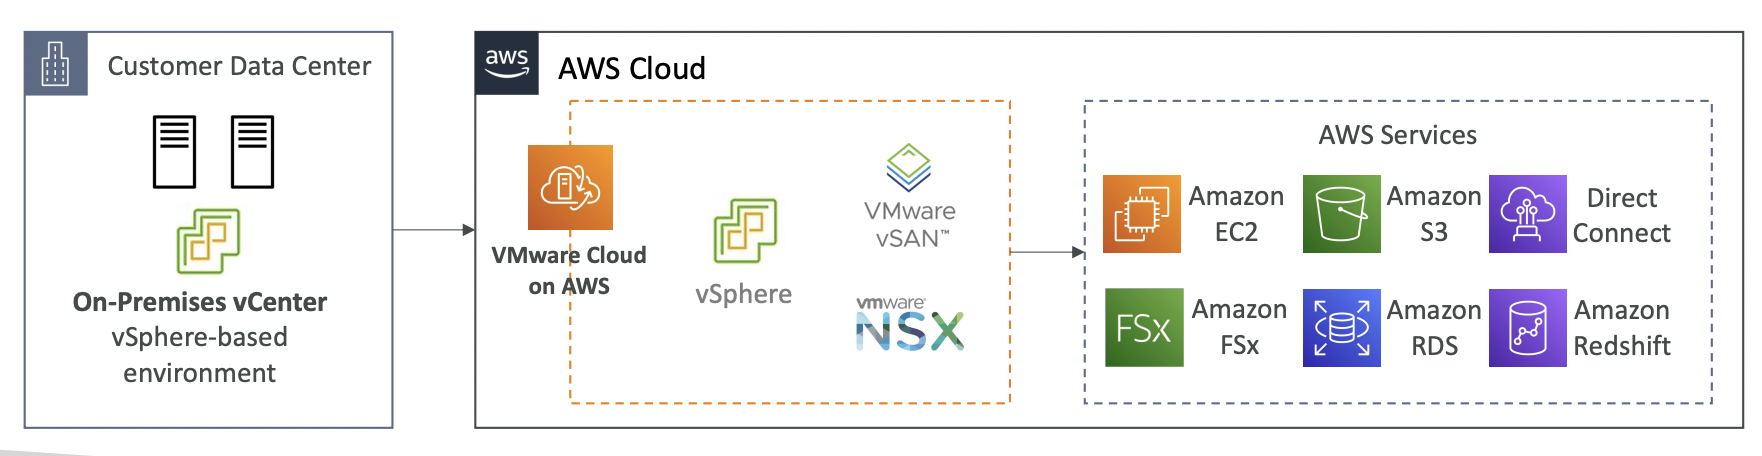 Customer Data Center
On-Premises vCenter
vSphere-based
environment
aws
AWS Cloud
VMware Cloud
on AWS
vSphere
VMware
vSAN™
vmware®
NSX
AWS Services
Amazon
EC2
Amazon
S3
Direct
Connect
FSx
Amazon
FSx
Amazon
RDS
Amazon
Redshift